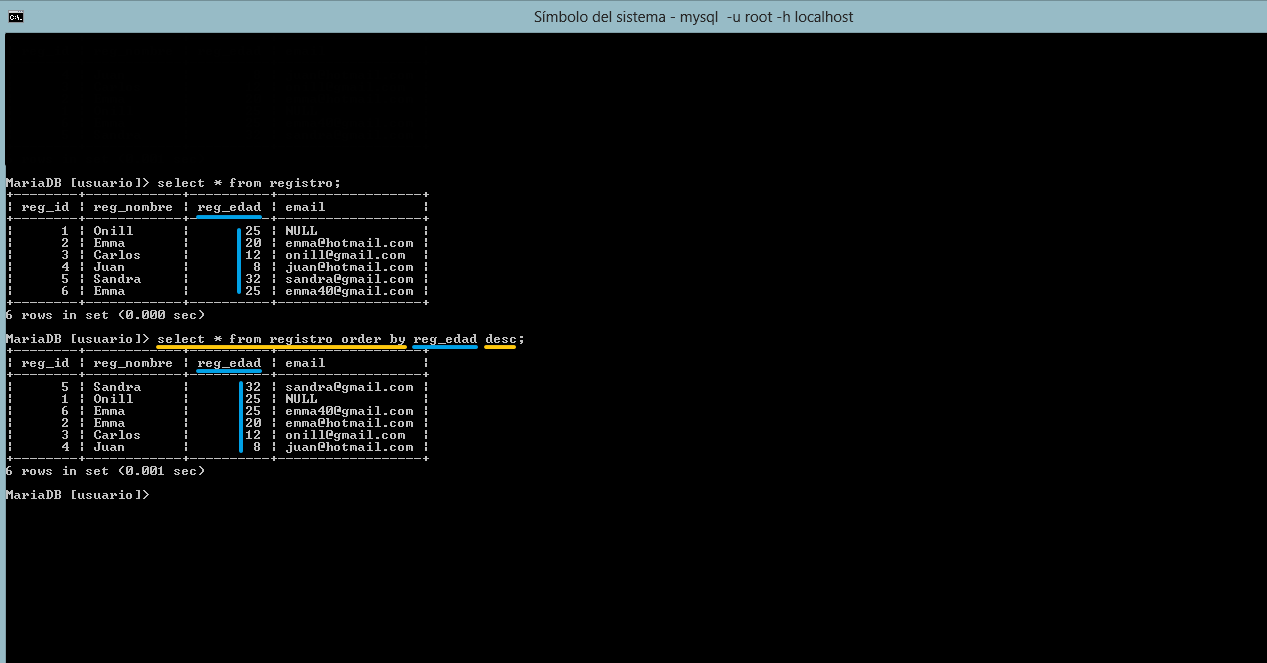 Símbolo del sistema - mysql -u root -h localhost
MariaDB [usuario]> select * from registro;
+--------+------------+----------+------------------+
| reg_id | reg_nombre | reg_edad | email            |
+--------+------------+----------+------------------+
|      1 | Onill      |       25 | NULL             |
|      2 | Emma       |       20 | emma@hotmail.com |
|      3 | Carlos     |       12 | onill@gmail.com  |
|      4 | Juan       |        8 | juan@hotmail.com |
|      5 | Sandra     |       32 | sandra@gmail.com |
|      6 | Emma       |       25 | emma40@gmail.com |
+--------+------------+----------+------------------+
6 rows in set (0.000 sec)
MariaDB [usuario]> select * from registro order by reg_edad desc;
+--------+------------+----------+------------------+
| reg_id | reg_nombre | reg_edad | email            |
+--------+------------+----------+------------------+
|      5 | Sandra     |       32 | sandra@gmail.com |
|      1 | Onill      |       25 | NULL             |
|      6 | Emma       |       25 | emma40@gmail.com |
|      2 | Emma       |       20 | emma@hotmail.com |
|      3 | Carlos     |       12 | onill@gmail.com  |
|      4 | Juan       |        8 | juan@hotmail.com |
+--------+------------+----------+------------------+
6 rows in set (0.001 sec)
MariaDB [usuario]>